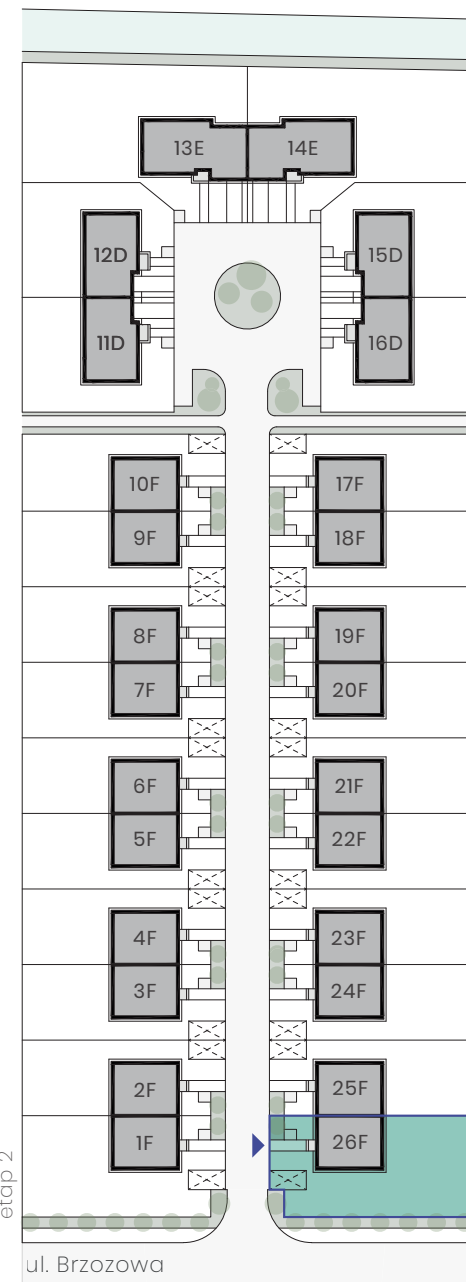 13E 14E
12D 15D
11D 16D
10F 17F
9F 18F
8F 19F
7F 20F
6F 21F
5F 22F
4F 23F
3F 24F
2F 25F
1F 26F
etap 2
ul. Brzozowa